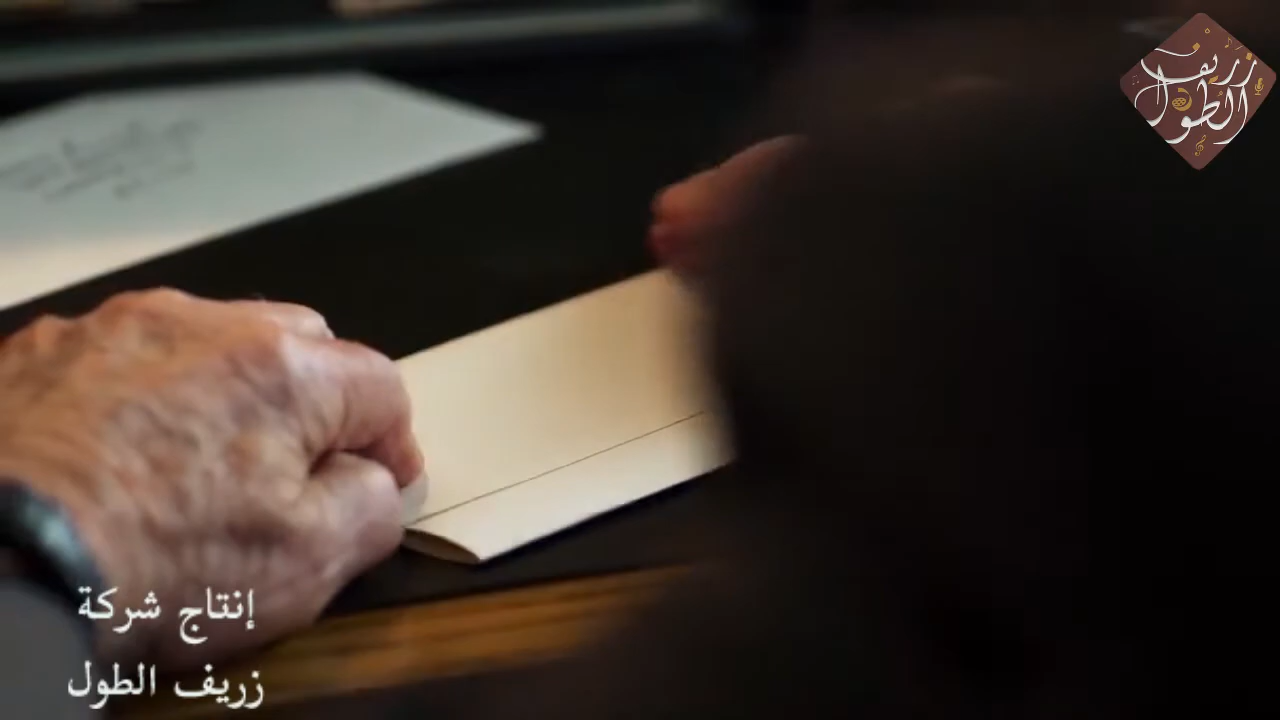 زريف
الطول
إنتاج شركة
زريف الطول